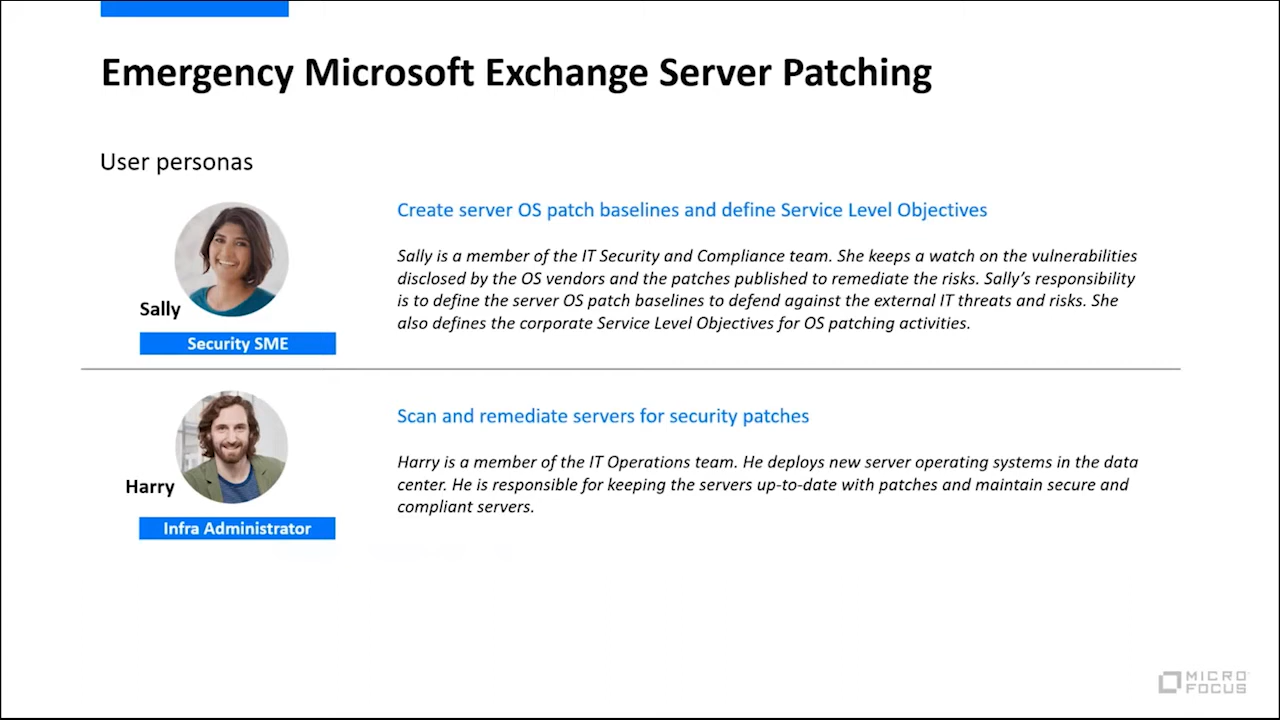 Emergency Microsoft Exchange Server Patching
User personas
Sally
Security SME
Create server OS patch baselines and define Service Level Objectives
Sally is a member of the IT Security and Compliance team. She keeps a watch on the vulnerabilities
disclosed by the OS vendors and the patches published to remediate the risks. Sally’s responsibility
is to define the server OS patch baselines to defend against the external IT threats and risks. She
also defines the corporate Service Level Objectives for OS patching activities.
Harry
Infra Administrator
Scan and remediate servers for security patches
Harry is a member of the IT Operations team. He deploys new server operating systems in the data
center. He is responsible for keeping the servers up-to-date with patches and maintain secure and
compliant servers.
MICRO
FOCUS